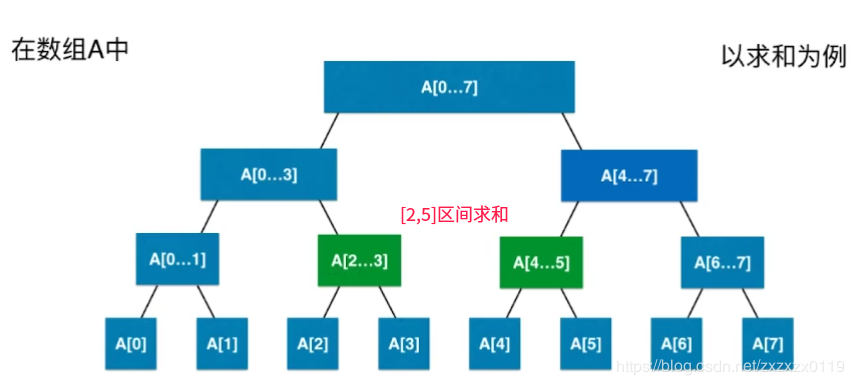 在数组A中
以求和为例
A[0...7]
A[0...3]
A[4...7]
[2,5]区间求和
A[0...1]
A[2...3]
A[4...5]
A[6...7]
A[0]
A[1]
A[2]
A[3]
A[4]
A[5]
A[6]
A[7]
https://blog.csdn.net/zxzxzx0119